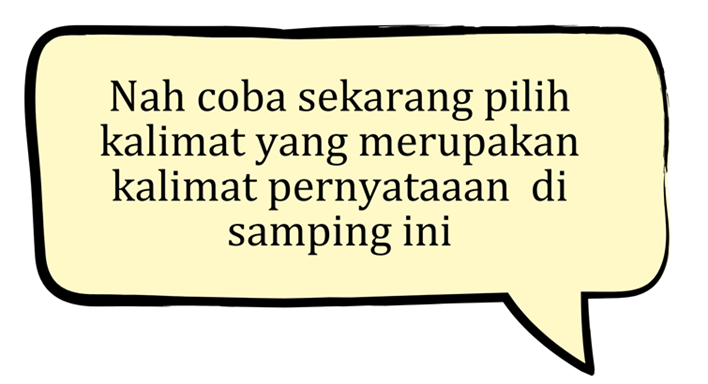 Nah coba sekarang pilih
kalimat yang merupakan
kalimat pernyataaan  di
samping ini